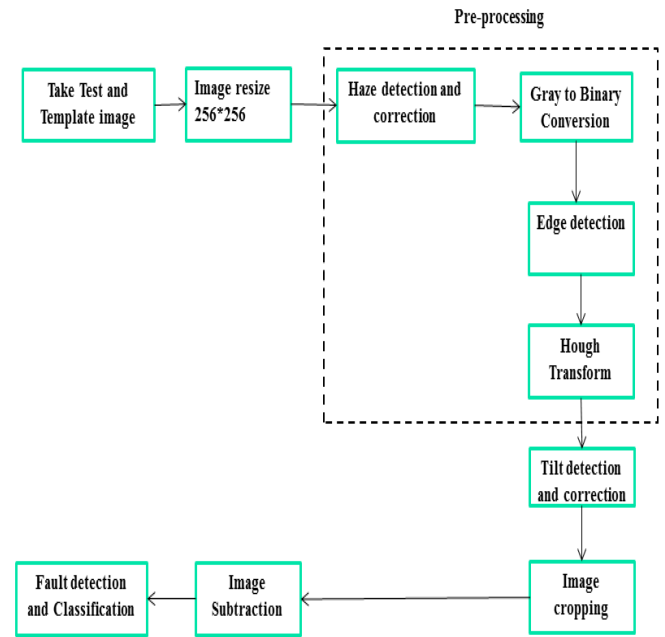 Pre-processing
Take Test and
Template image
Image resize
256*256
Haze detection and
correction
Gray to Binary
Conversion
Edge detection
Hough
Transform
Tilt detection
and correction
Image
cropping
Image
Subtraction
Fault detection
and Classification